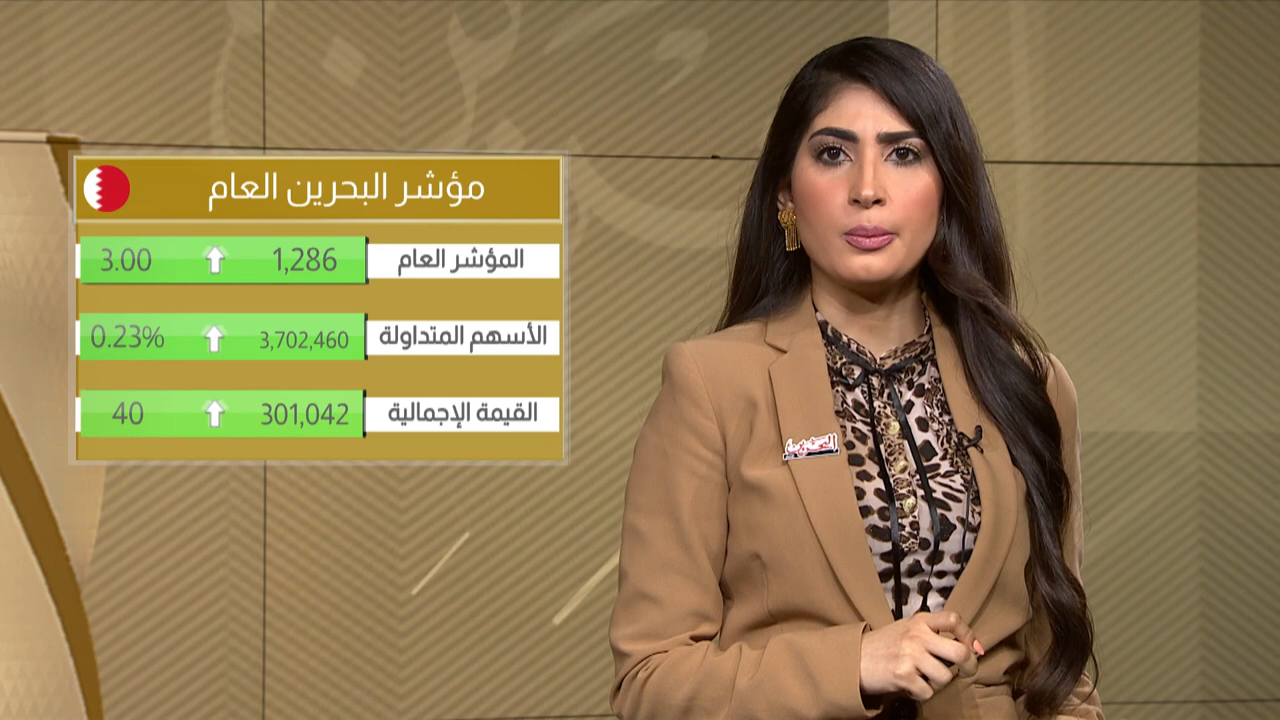 مؤشر البحرين العام
المؤشر العام 1,286 3.00
الأسهم المتداولة 3,702,460 0.23%
القيمة الإجمالية 301,042 40
البحرين